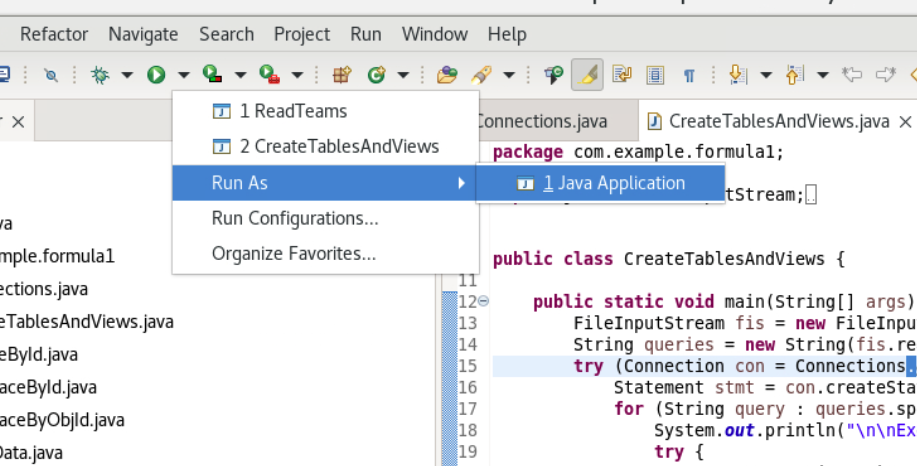 Refactor Navigate Search Project Run Window Help
Connections.java CreateTablesAndViews.java
1 ReadTeams
2 CreateTablesAndViews
Run As
1 Java Application
Run Configurations...
Organize Favorites...
va
mple.formula1
ections.java
eTablesAndViews.java
eById.java
aceById.java
aceByObjId.java
Data.java
package com.example.formula1;
tStream;
public class CreateTablesAndViews {
11
12 public static void main(String[] args)
13 FileInputStream fis = new FileInpu
14 String queries = new String(fis.re
15 try (Connection con = Connections.
16 Statement stmt = con.createSta
17 for (String query : queries.sp
18 System.out.println("\n\nEx
19 try {